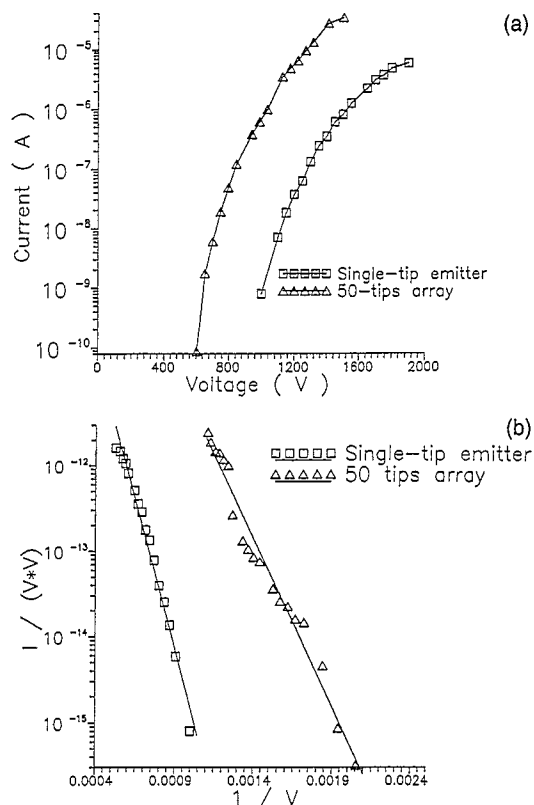 (a)
10⁻⁵
10⁻⁶
10⁻⁷
10⁻⁸
10⁻⁹
10⁻¹⁰
Current ( A )
Single-tip emitter
50-tips array
0 400 800 1200 1600 2000
Voltage ( V )
(b)
Single-tip emitter
50 tips array
10⁻¹²
10⁻¹³
10⁻¹⁴
10⁻¹⁵
I / (V*V)
0.0004 0.0009 0.0014 0.0019 0.0024
1 / V